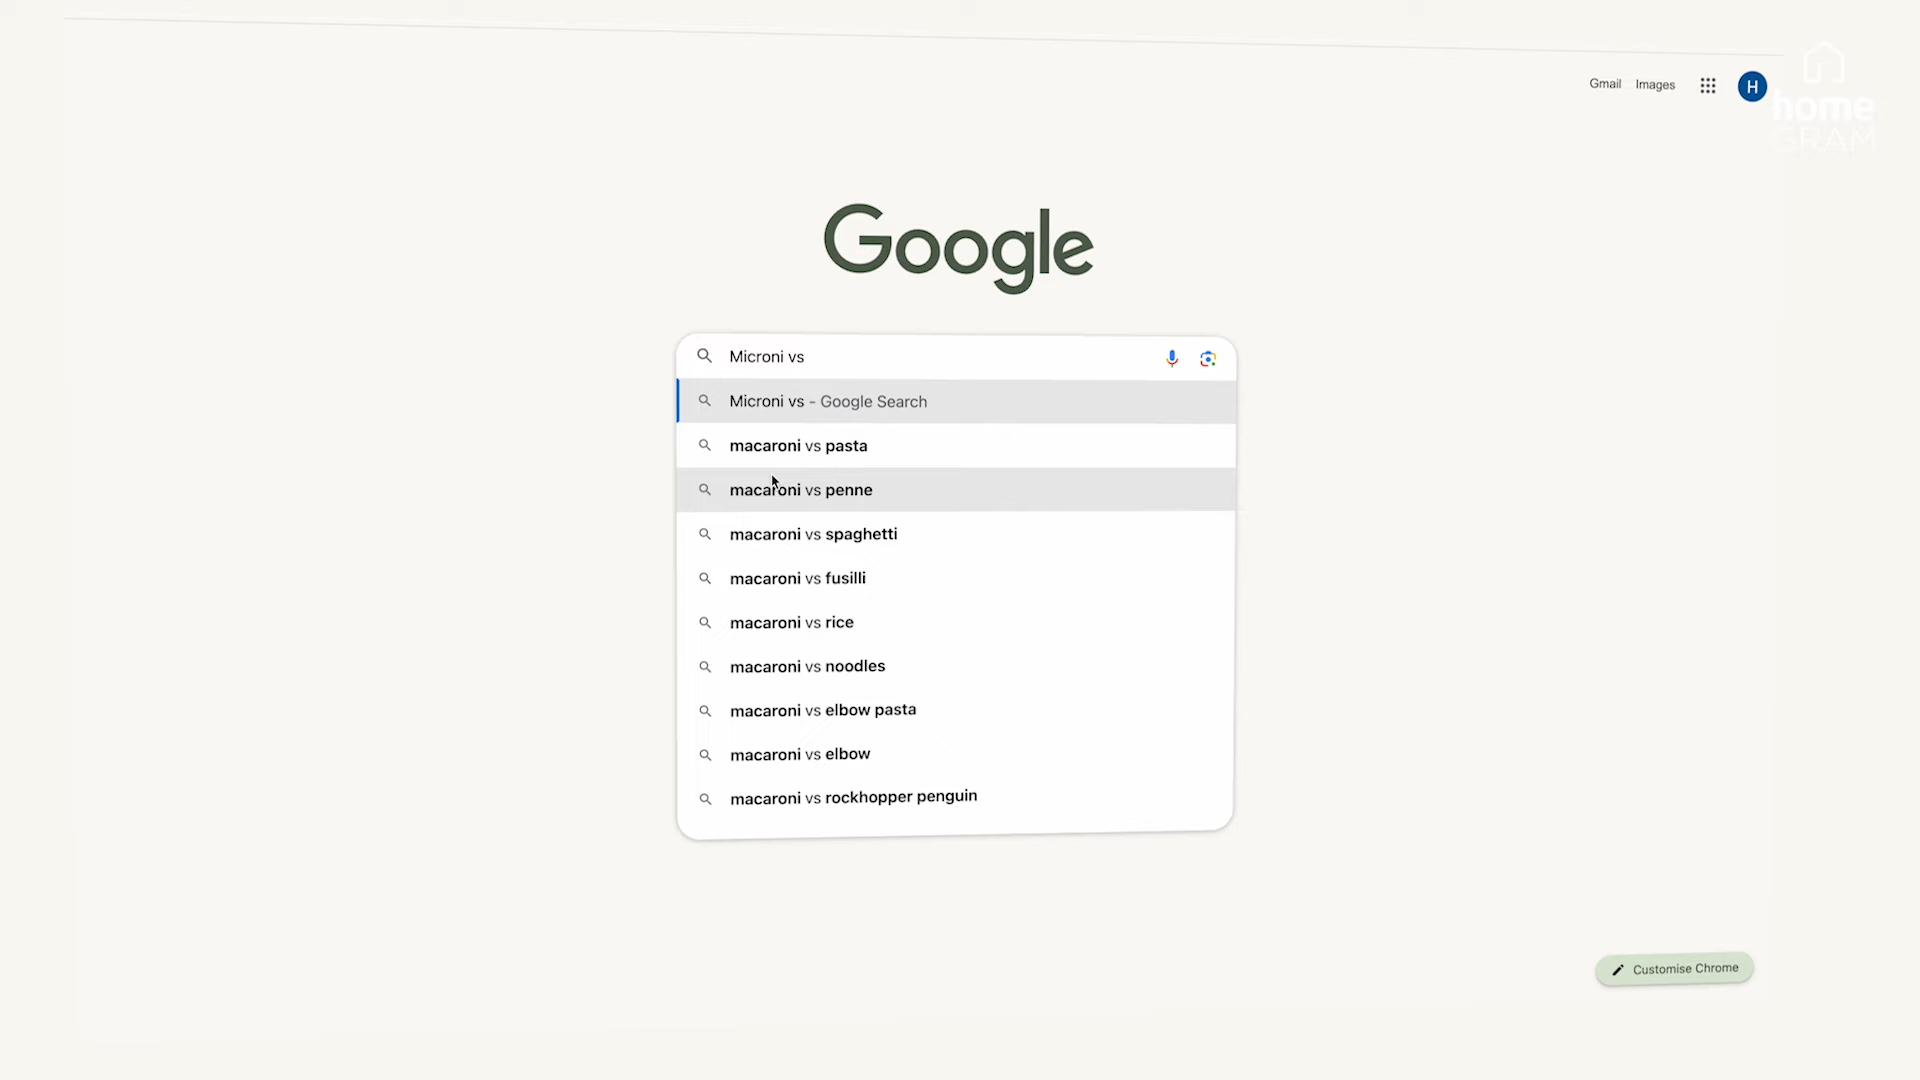 Gmail Images H
home
GRAM
Google
Microni vs
Microni vs - Google Search
macaroni vs pasta
macaroni vs penne
macaroni vs spaghetti
macaroni vs fusilli
macaroni vs rice
macaroni vs noodles
macaroni vs elbow pasta
macaroni vs elbow
macaroni vs rockhopper penguin
Customise Chrome